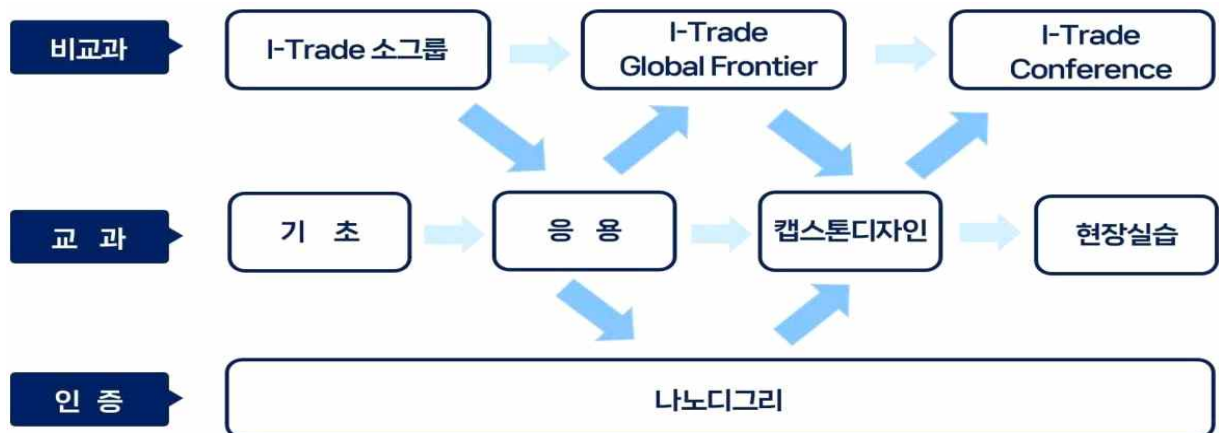 비교과
I-Trade 소그룹
I-Trade
Global Frontier
I-Trade
Conference
교 과
기 초
응 용
캡스톤디자인
현장실습
인 증
나노디그리